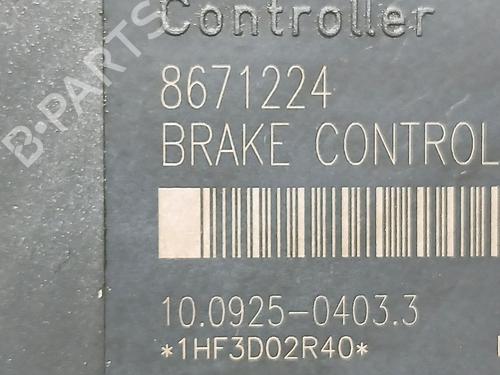 Controller
8671224
BRAKE CONTROL
10.0925-0403.3
*1HF3D02R40*
B-PARTS